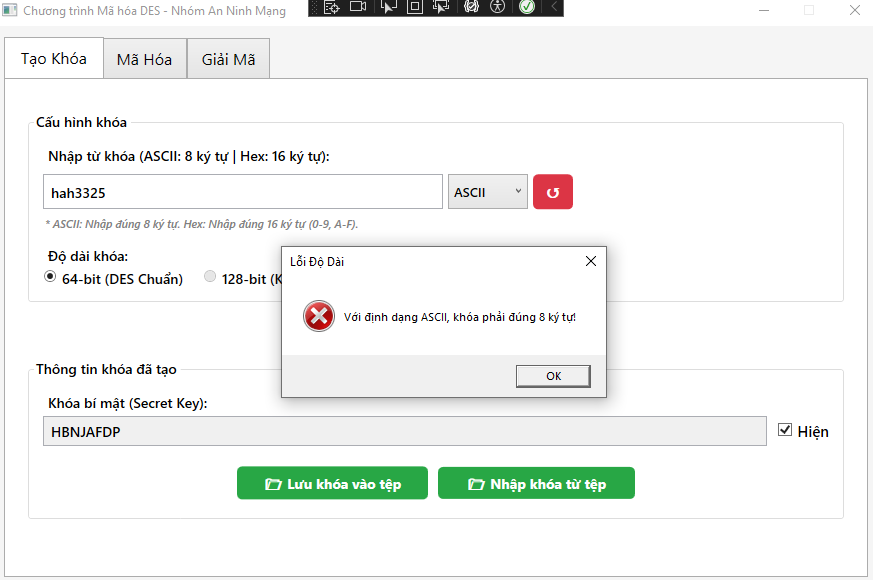 Chương trình Mã hóa DES - Nhóm An Ninh Mạng
Tạo Khóa
Mã Hóa
Giải Mã
Cấu hình khóa
Nhập từ khóa (ASCII: 8 ký tự | Hex: 16 ký tự):
hah3325
ASCII
* ASCII: Nhập đúng 8 ký tự. Hex: Nhập đúng 16 ký tự (0-9, A-F).
Độ dài khóa:
64-bit (DES Chuẩn)
128-bit (K
Lỗi Độ Dài
Với định dạng ASCII, khóa phải đúng 8 ký tự!
OK
Thông tin khóa đã tạo
Khóa bí mật (Secret Key):
HBNJAFDP
Hiện
Lưu khóa vào tệp
Nhập khóa từ tệp